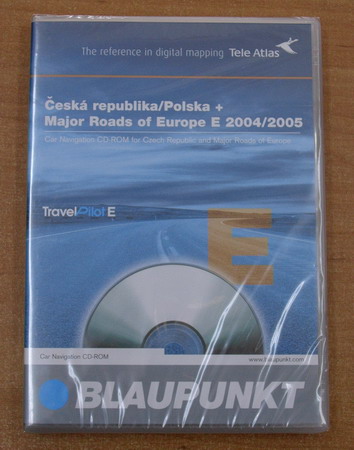 The reference in digital mapping Tele Atlas
Česká republika/Polska +
Major Roads of Europe E 2004/2005
Car Navigation CD-ROM for Czech Republic and Major Roads of Europe
TravelPilot E
E
Car Navigation CD-ROM
www.blaupunkt.com
BLAUPUNKT